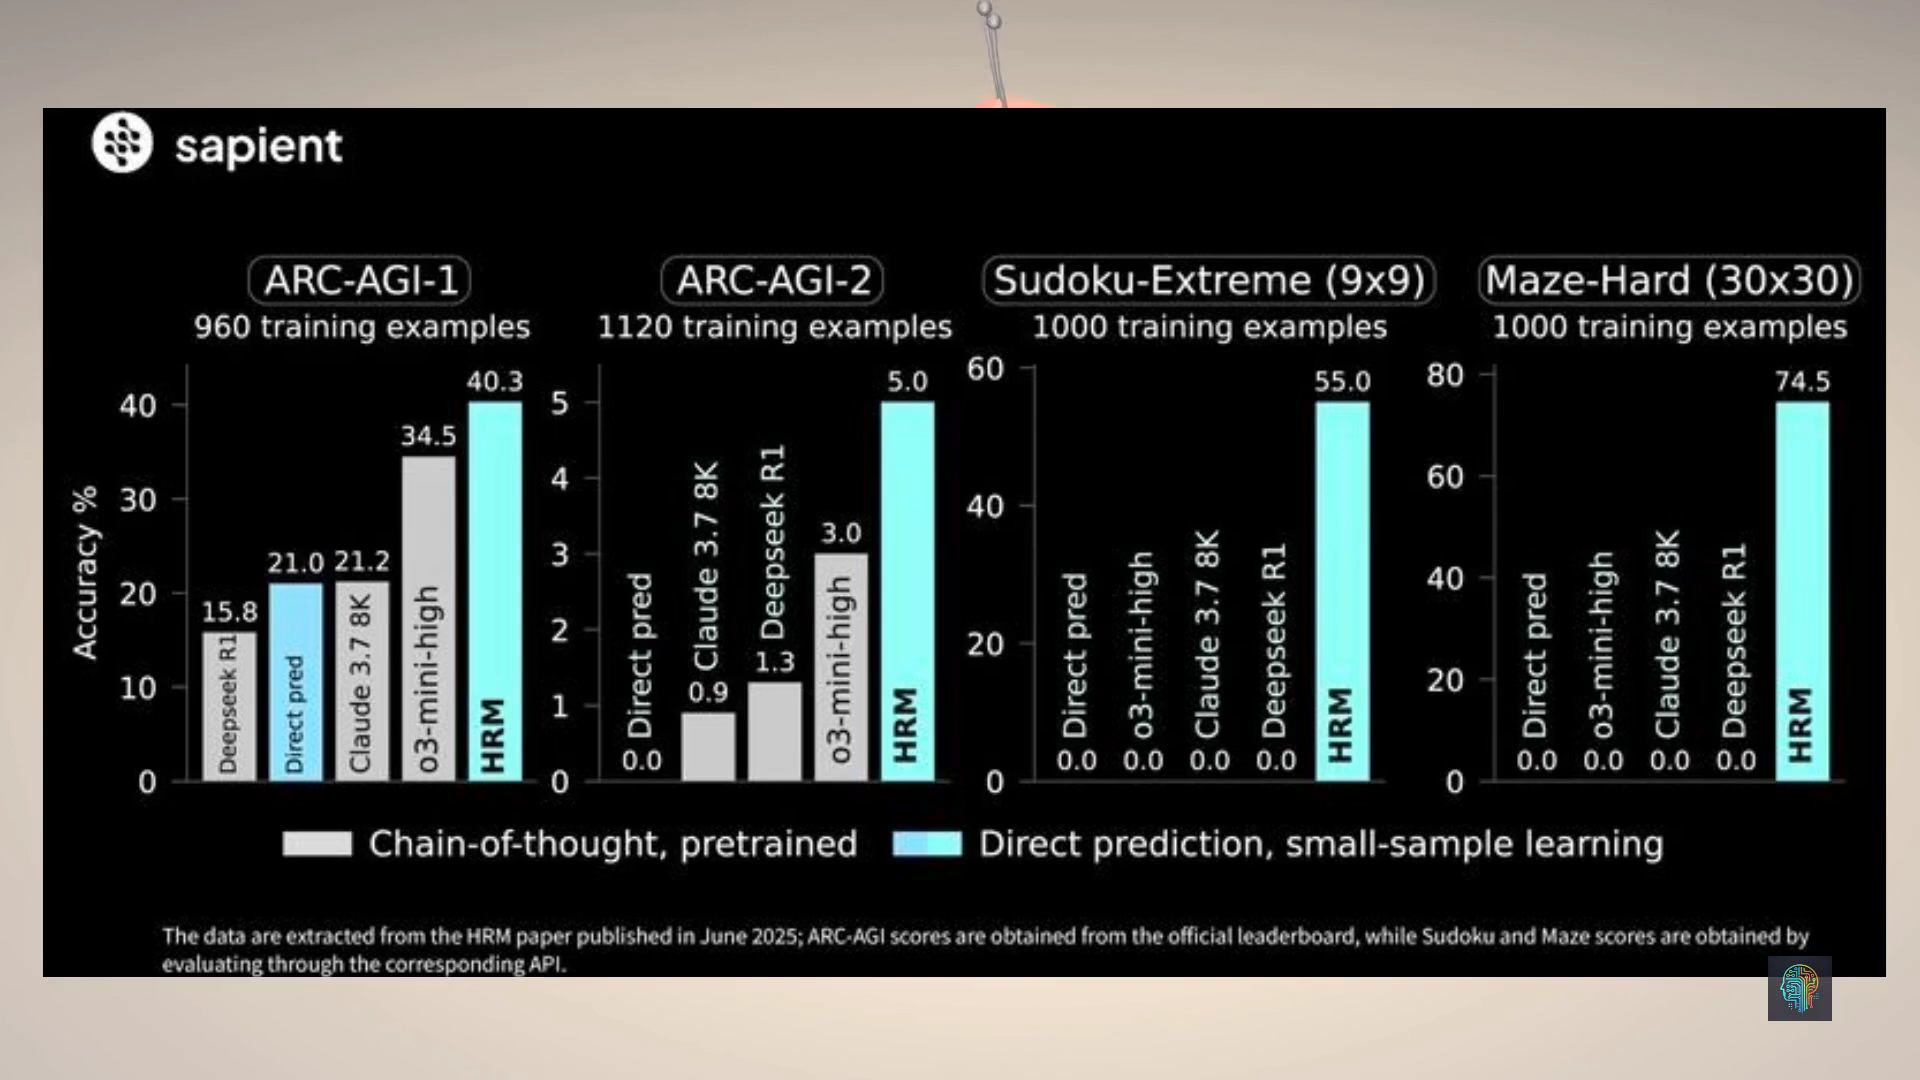 sapient
ARC-AGI-1
960 training examples
Accuracy %
40
30
20
10
0
15.8
21.0
21.2
34.5
40.3
Deepseek R1
Direct pred
Claude 3.7 8K
o3-mini-high
HRM
ARC-AGI-2
1120 training examples
5
4
3
2
1
0
0.0
0.9
1.3
3.0
5.0
Direct pred
Claude 3.7 8K
Deepseek R1
o3-mini-high
HRM
Sudoku-Extreme (9x9)
1000 training examples
60
40
20
0
0.0
0.0
0.0
0.0
55.0
Direct pred
o3-mini-high
Claude 3.7 8K
Deepseek R1
HRM
Maze-Hard (30x30)
1000 training examples
80
60
40
20
0
0.0
0.0
0.0
0.0
74.5
Direct pred
o3-mini-high
Claude 3.7 8K
Deepseek R1
HRM
Chain-of-thought, pretrained
Direct prediction, small-sample learning
The data are extracted from the HRM paper published in June 2025; ARC-AGI scores are obtained from the official leaderboard, while Sudoku and Maze scores are obtained by
evaluating through the corresponding API.